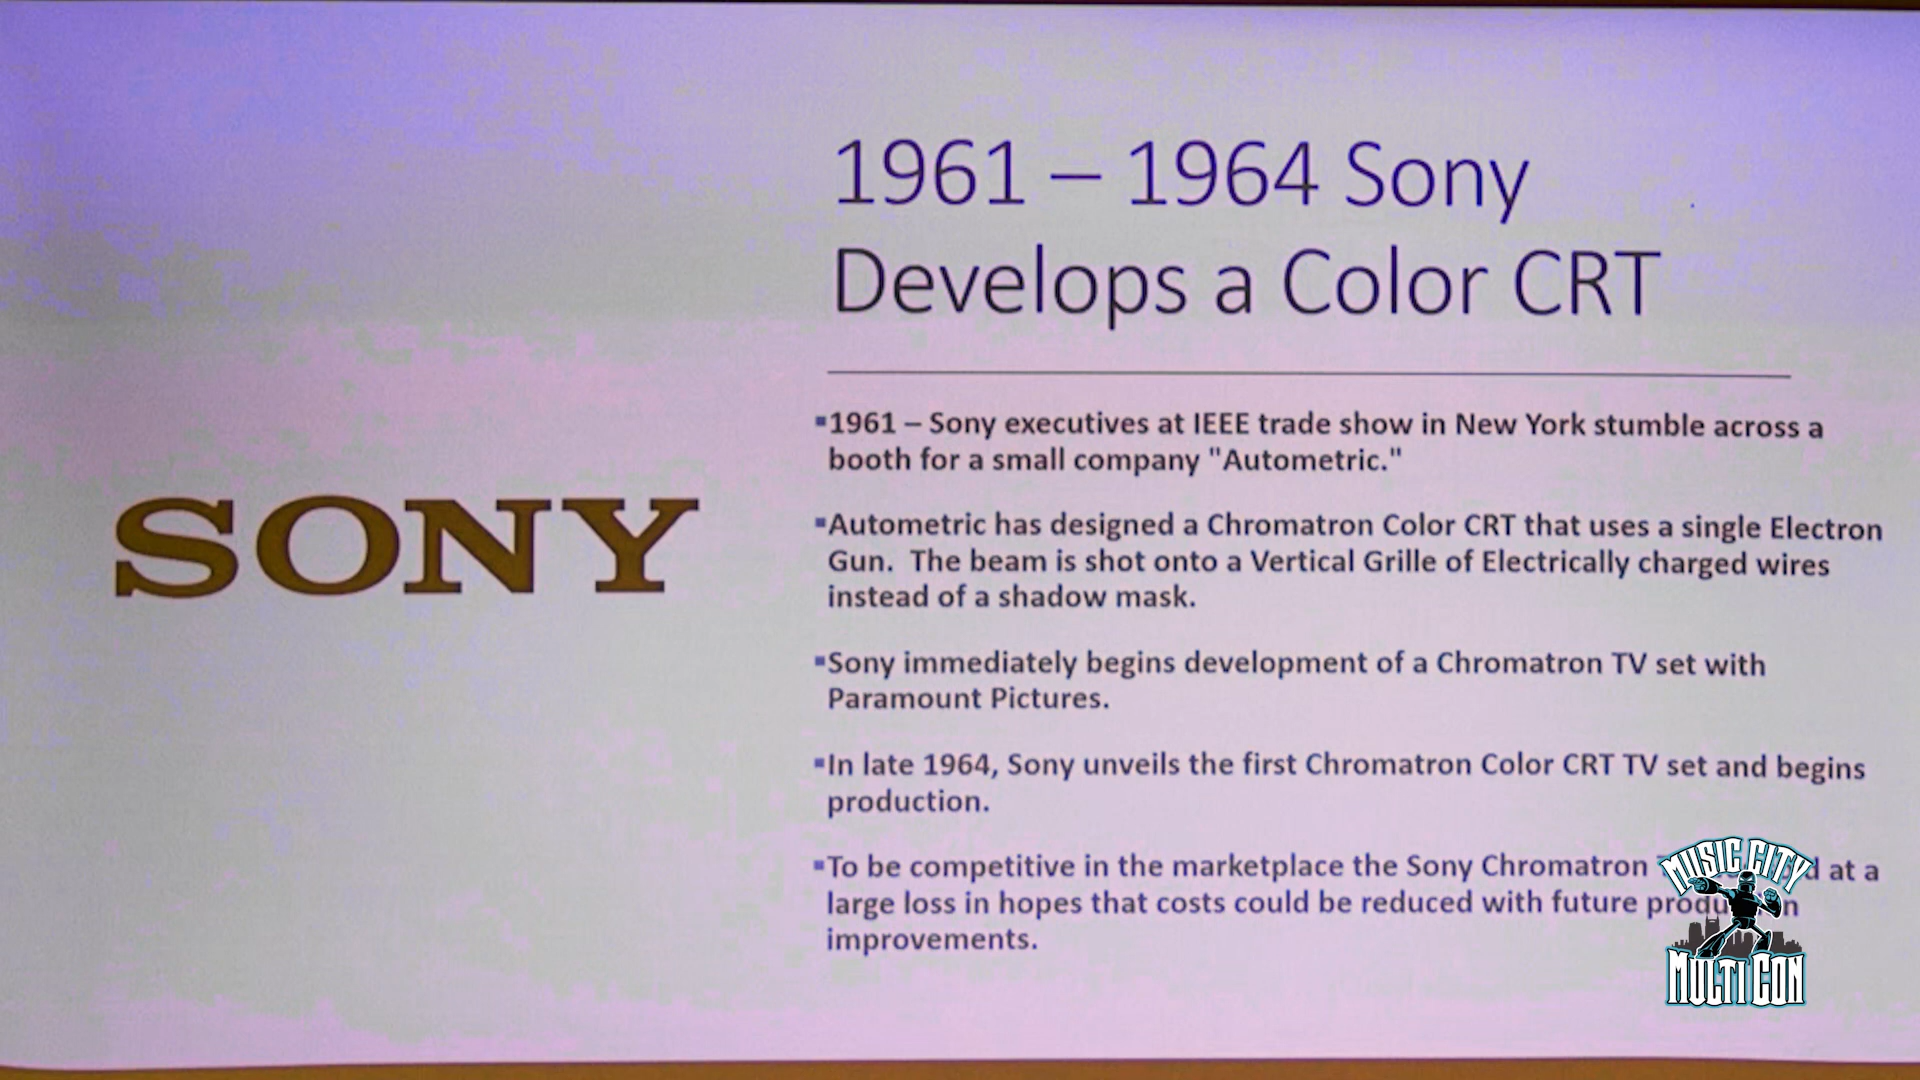 1961 – 1964 Sony
Develops a Color CRT
SONY
▪1961 – Sony executives at IEEE trade show in New York stumble across a
booth for a small company "Autometric."
▪Autometric has designed a Chromatron Color CRT that uses a single Electron
Gun.  The beam is shot onto a Vertical Grille of Electrically charged wires
instead of a shadow mask.
▪Sony immediately begins development of a Chromatron TV set with
Paramount Pictures.
▪In late 1964, Sony unveils the first Chromatron Color CRT TV set and begins
production.
▪To be competitive in the marketplace the Sony Chromatron at a
large loss in hopes that costs could be reduced with future
improvements.
MUSIC CITY
MULTI CON